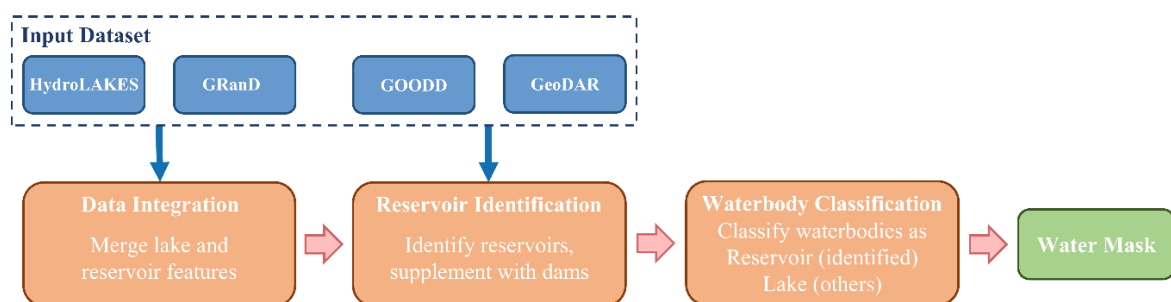 Input Dataset
HydroLAKES
GRanD
GOODD
GeoDAR
Data Integration
Merge lake and
reservoir features
Reservoir Identification
Identify reservoirs,
supplement with dams
Waterbody Classification
Classify waterbodies as
Reservoir (identified)
Lake (others)
Water Mask